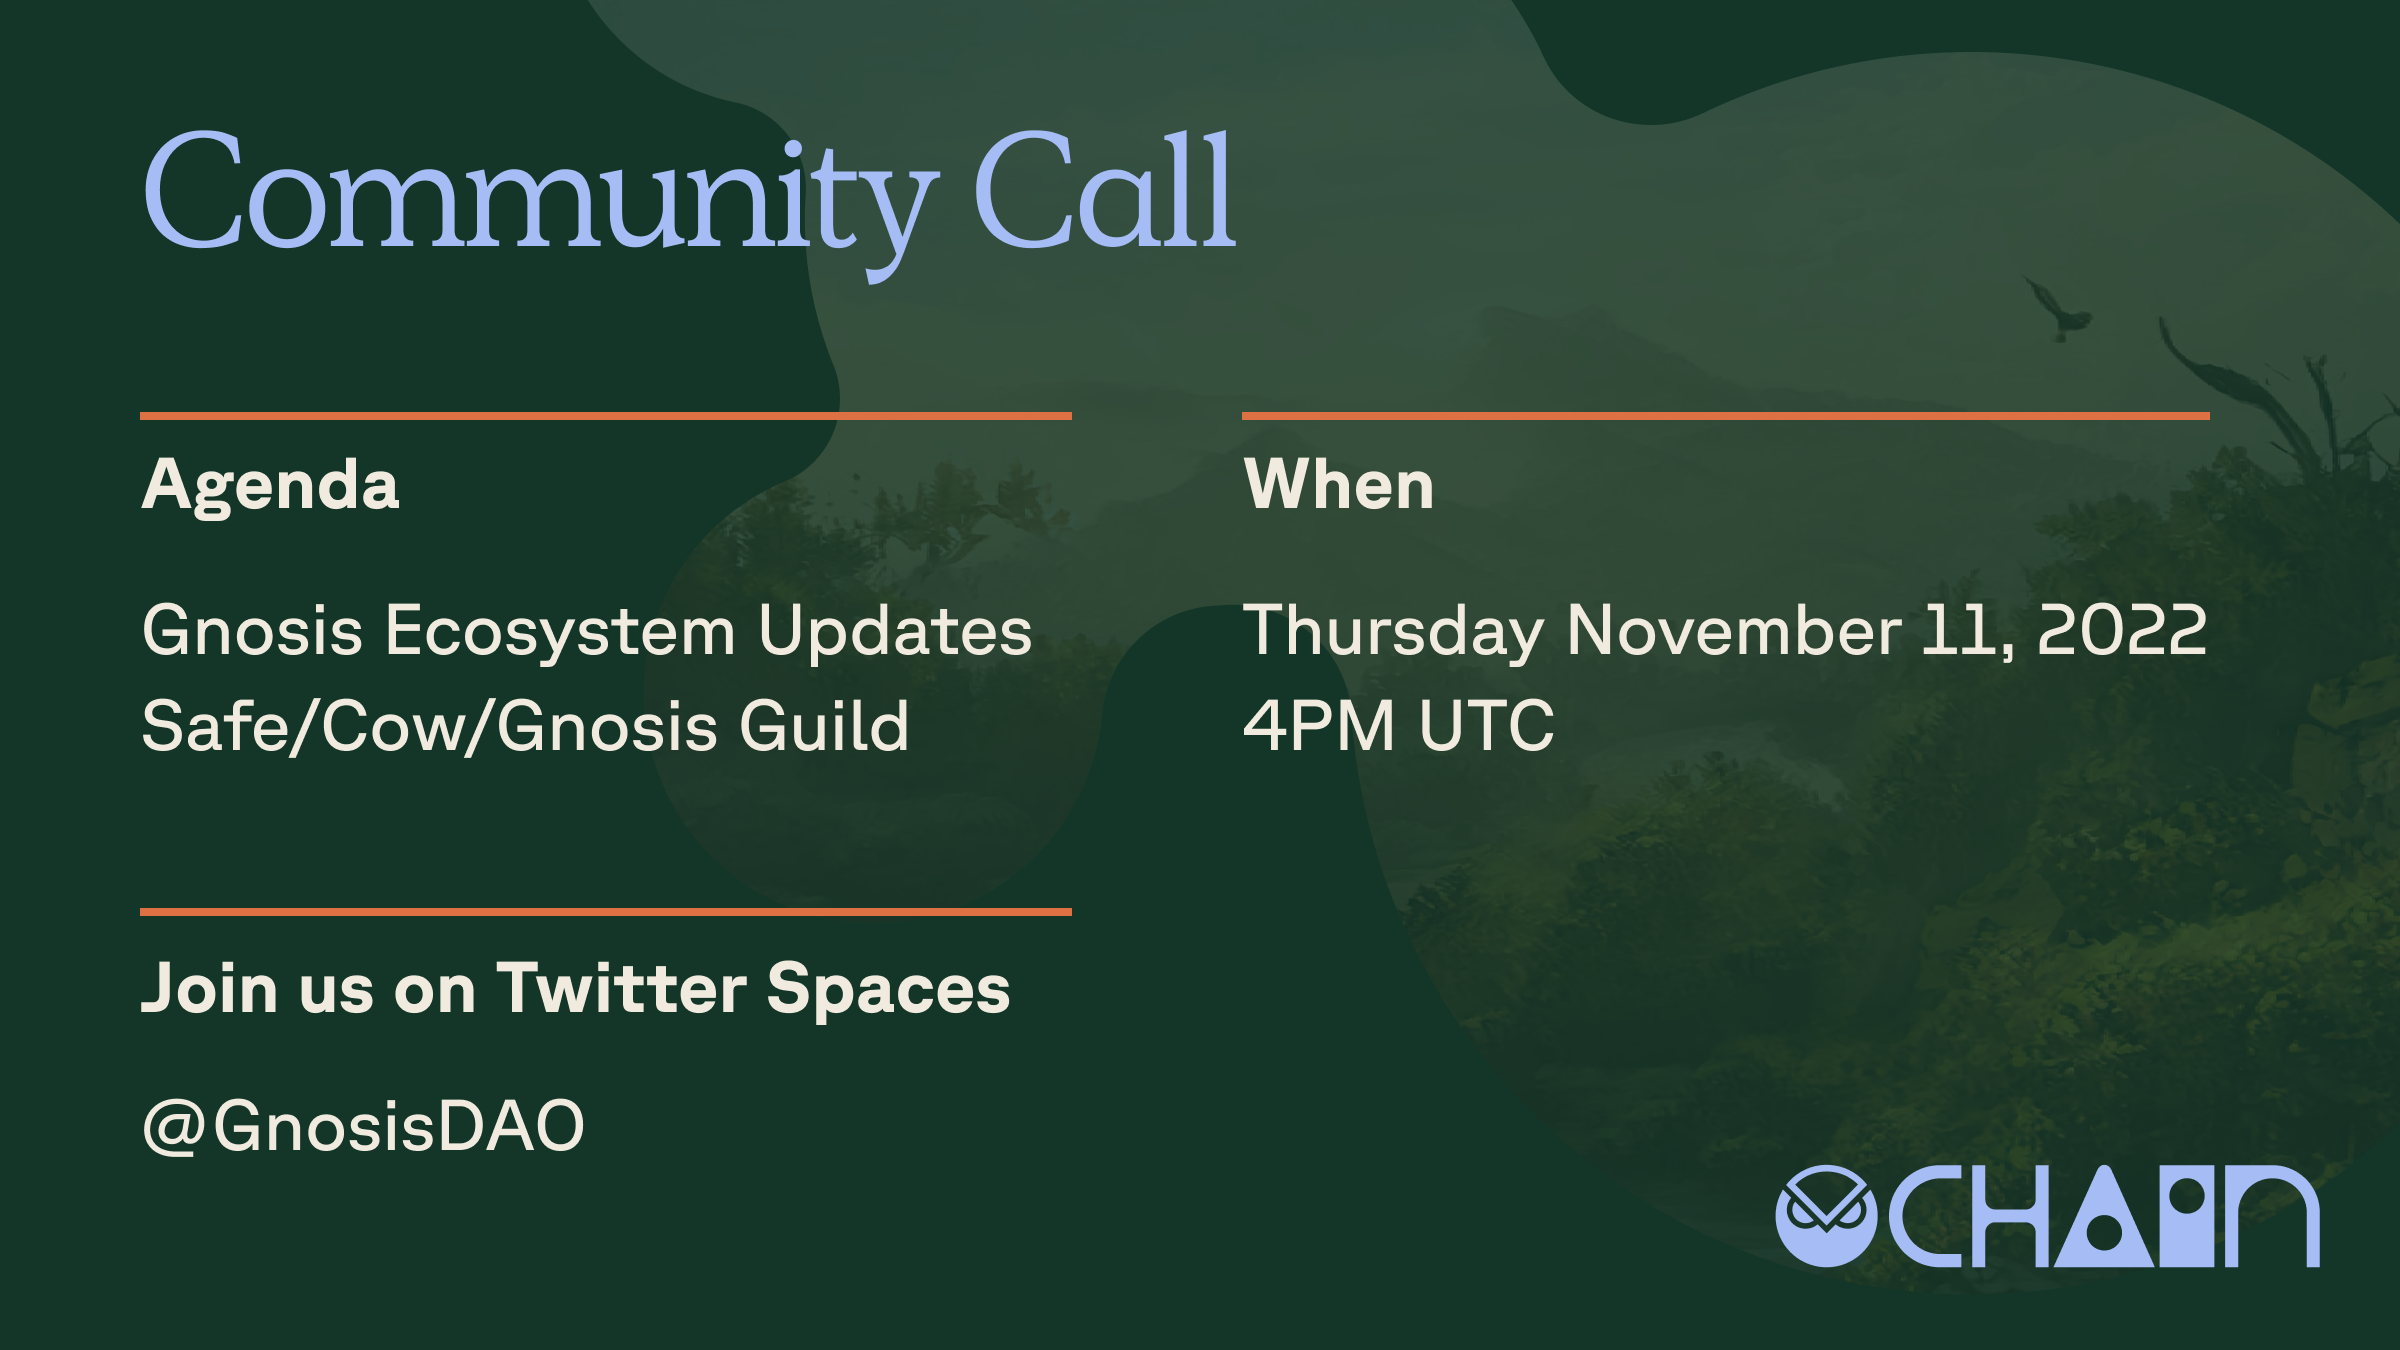 Community Call
Agenda
Gnosis Ecosystem Updates
Safe/Cow/Gnosis Guild
When
Thursday November 11, 2022
4PM UTC
Join us on Twitter Spaces
@GnosisDAO
CHAIN